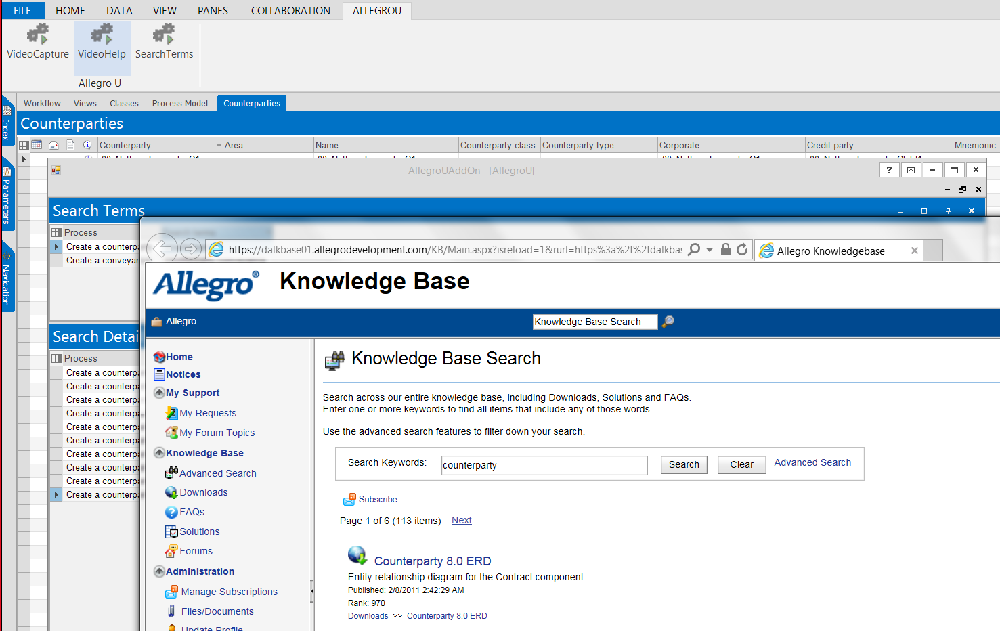 FILE HOME DATA VIEW PANES COLLABORATION ALLEGROU
VideoCapture VideoHelp SearchTerms
Allegro U
Workflow Views Classes Process Model Counterparties
Index
Parameters
Navigation
Counterparties
Counterparty Area Name Counterparty class Counterparty type Corporate Credit party Mnemonic
AllegroUAddOn - [AllegroU]
Search Terms
Process
Create a counterpa
Create a conveyan
Search Detai
Process
Create a counterpa
Create a counterpa
Create a counterpa
Create a counterpa
Create a counterpa
Create a counterpa
Create a counterpa
Create a counterpa
Create a counterpa
Create a counterpa
https://dalkbase01.allegrodevelopment.com/KB/Main.aspx?isreload=1&rurl=https%3a%2f%2fdalkbas
Allegro Knowledgebase
Allegro® Knowledge Base
Allegro Knowledge Base Search
Home
Notices
My Support
My Requests
My Forum Topics
Knowledge Base
Advanced Search
Downloads
FAQs
Solutions
Forums
Administration
Manage Subscriptions
Files/Documents
Update Profile
Knowledge Base Search
Search across our entire knowledge base, including Downloads, Solutions and FAQs.
Enter one or more keywords to find all items that include any of those words.
Use the advanced search features to filter down your search.
Search Keywords: counterparty Search Clear Advanced Search
Subscribe
Page 1 of 6 (113 items) Next
Counterparty 8.0 ERD
Entity relationship diagram for the Contract component.
Published: 2/8/2011 2:42:29 AM
Rank: 970
Downloads >> Counterparty 8.0 ERD